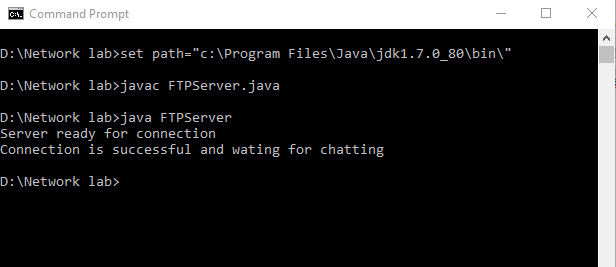 Command Prompt
D:\Network lab>set path="c:\Program Files\Java\jdk1.7.0_80\bin\"
D:\Network lab>javac FTPServer.java
D:\Network lab>java FTPServer
Server ready for connection
Connection is successful and wating for chatting
D:\Network lab>